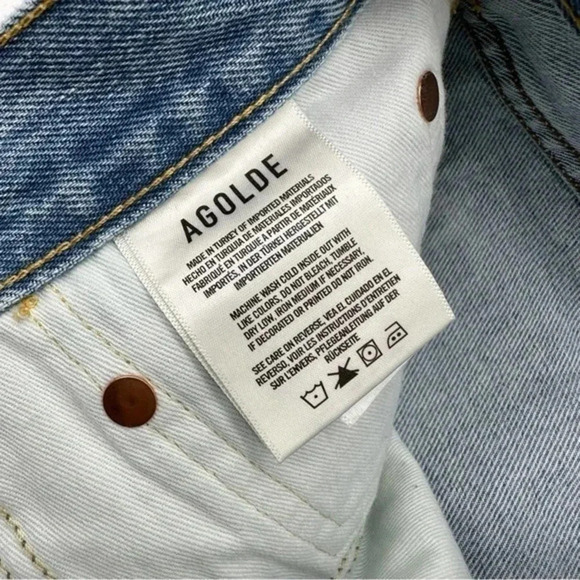 AGOLDE
MADE IN TURKEY OF IMPORTED MATERIALS
HECHO EN TURQUIA DE MATERIALES IMPORTADOS
FABRIQUÉ EN TURQUIE A PARTIR DE MATÉRIAUX
IMPORTÉS. IN DER TÜRKEI HERGESTELLT MIT
IMPORTIERTEN MATERIALIEN
MACHINE WASH COLD INSIDE OUT WITH
LIKE COLORS. DO NOT BLEACH. TUMBLE
DRY LOW. IRON MEDIUM IF NECESSARY.
IF DECORATED OR PRINTED DO NOT IRON.
SEE CARE ON REVERSE VEA EL CUIDADO EN EL
REVERSO, VOIR LES INSTRUCTIONS D'ENTRETIEN
SUR L'ENVERS. PFLEGEANLEITUNG AUF DER
RÜCKSEITE